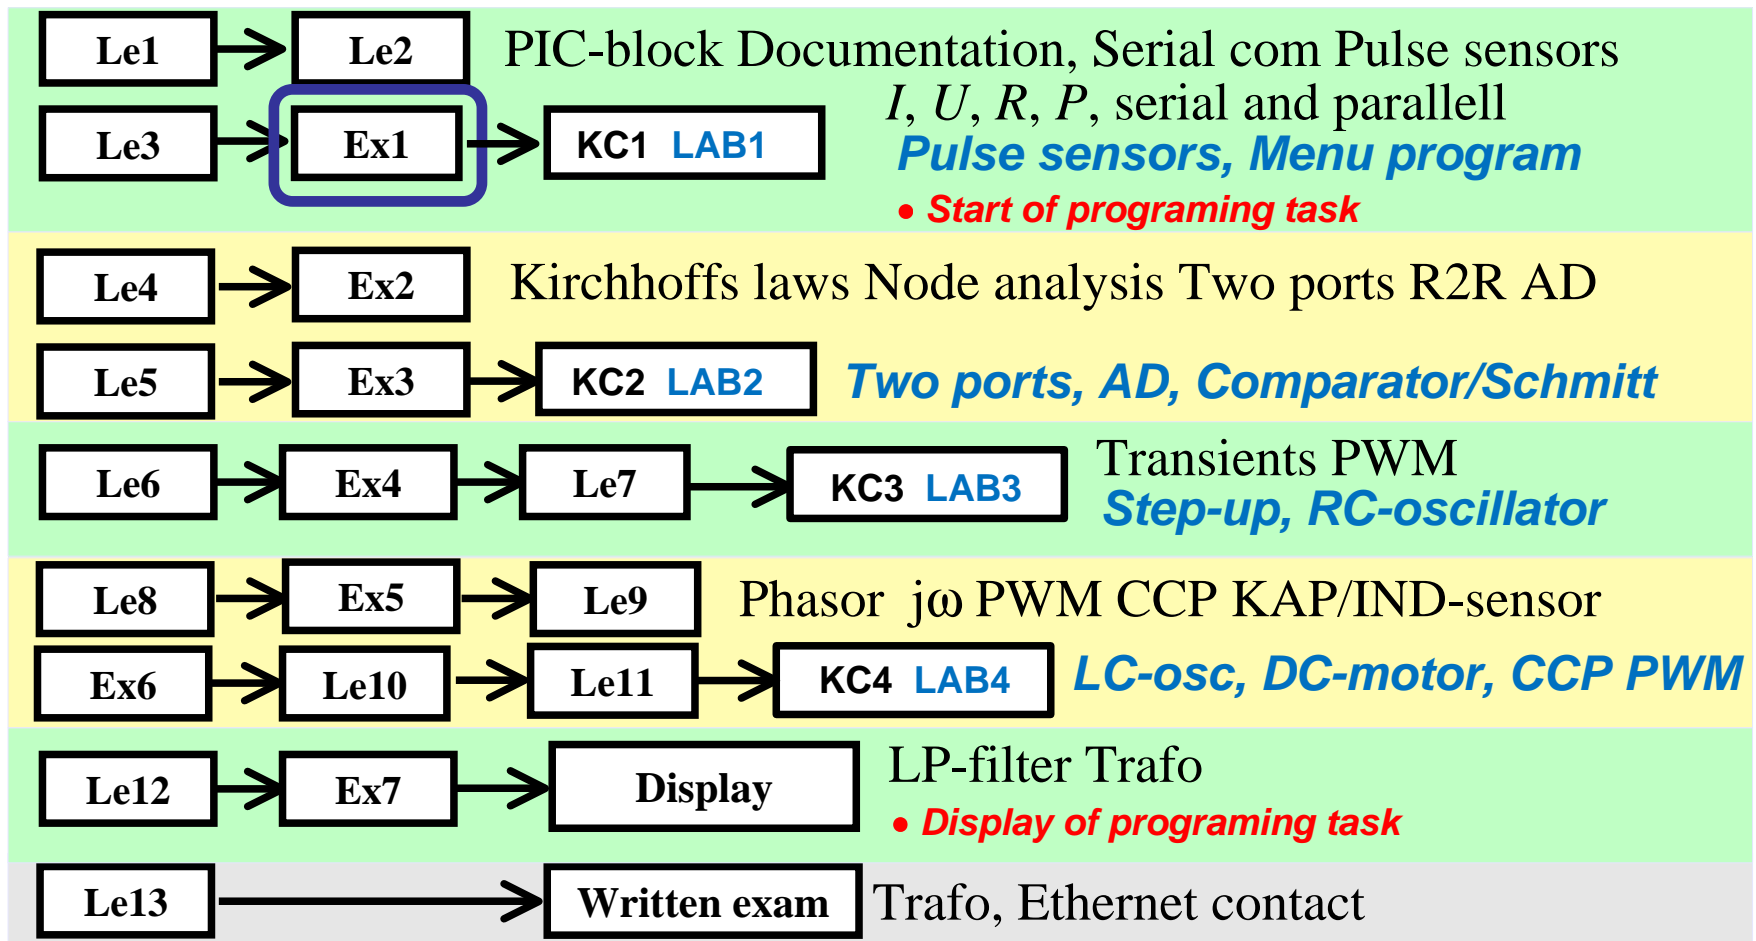 Le1 Le2 PIC-block Documentation, Serial com Pulse sensors
I, U, R, P, serial and parallell
Le3 Ex1 KC1 LAB1 Pulse sensors, Menu program
• Start of programing task
Le4 Ex2 Kirchhoffs laws Node analysis Two ports R2R AD
Le5 Ex3 KC2 LAB2 Two ports, AD, Comparator/Schmitt
Le6 Ex4 Le7 KC3 LAB3 Transients PWM
Step-up, RC-oscillator
Le8 Ex5 Le9 Phasor jω PWM CCP KAP/IND-sensor
Ex6 Le10 Le11 KC4 LAB4 LC-osc, DC-motor, CCP PWM
Le12 Ex7 Display LP-filter Trafo
• Display of programing task
Le13 Written exam Trafo, Ethernet contact